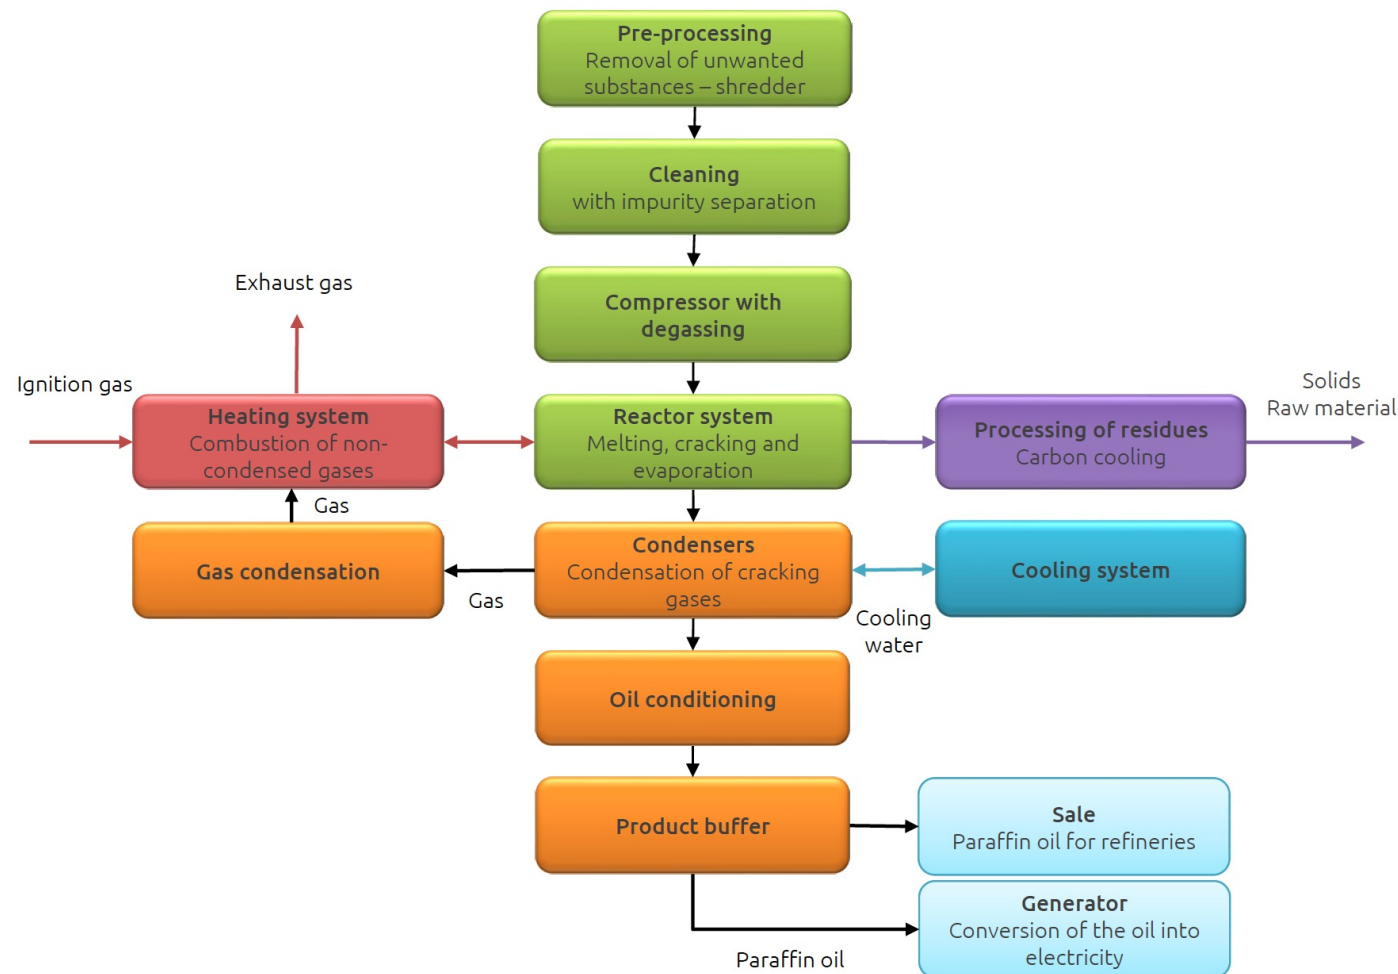 Pre-processing
Removal of unwanted
substances – shredder
Cleaning
with impurity separation
Exhaust gas
Compressor with
degassing
Ignition gas
Heating system
Combustion of non-
condensed gases
Reactor system
Melting, cracking and
evaporation
Processing of residues
Carbon cooling
Solids
Raw material
Gas
Gas condensation
Gas
Condensers
Condensation of cracking
gases
Cooling
water
Cooling system
Oil conditioning
Product buffer
Sale
Paraffin oil for refineries
Generator
Conversion of the oil into
electricity
Paraffin oil